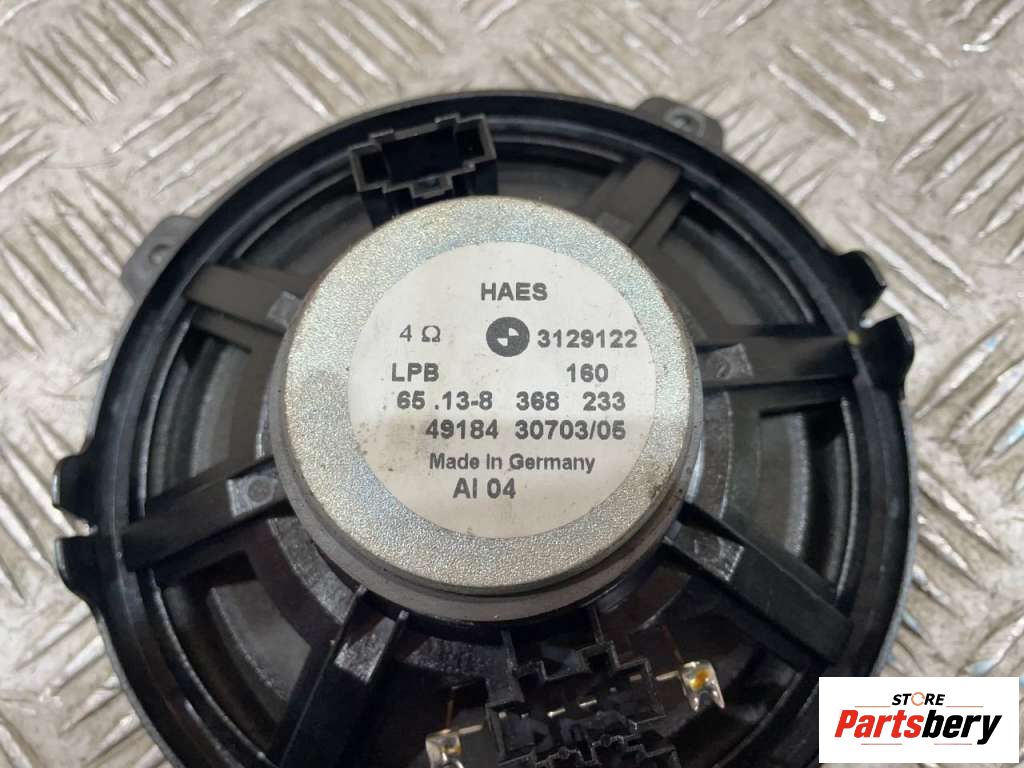 HAES
4 Ω 3129122
LPB 160
65 .13-8 368 233
49184 30703/05
Made In Germany
AI 04
STORE
Partsbery